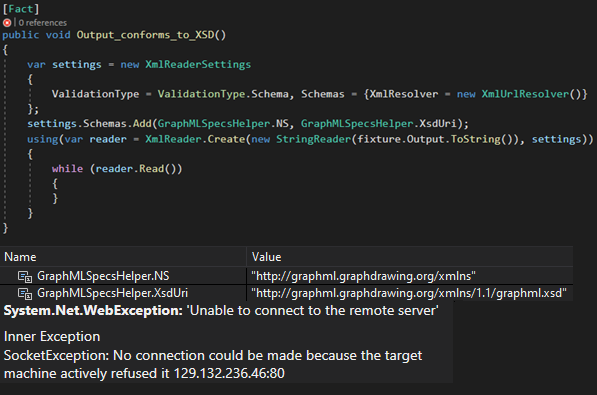 [Fact]
0 references
public void Output_conforms_to_XSD()
{
var settings = new XmlReaderSettings
{
ValidationType = ValidationType.Schema, Schemas = {XmlResolver = new XmlUrlResolver()}
};
settings.Schemas.Add(GraphMLSpecsHelper.NS, GraphMLSpecsHelper.XsdUri);
using(var reader = XmlReader.Create(new StringReader(fixture.Output.ToString()), settings))
{
while (reader.Read())
{
}
}
}
Name Value
GraphMLSpecsHelper.NS "http://graphml.graphdrawing.org/xmlns"
GraphMLSpecsHelper.XsdUri "http://graphml.graphdrawing.org/xmlns/1.1/graphml.xsd"
System.Net.WebException: 'Unable to connect to the remote server'
Inner Exception
SocketException: No connection could be made because the target
machine actively refused it 129.132.236.46:80